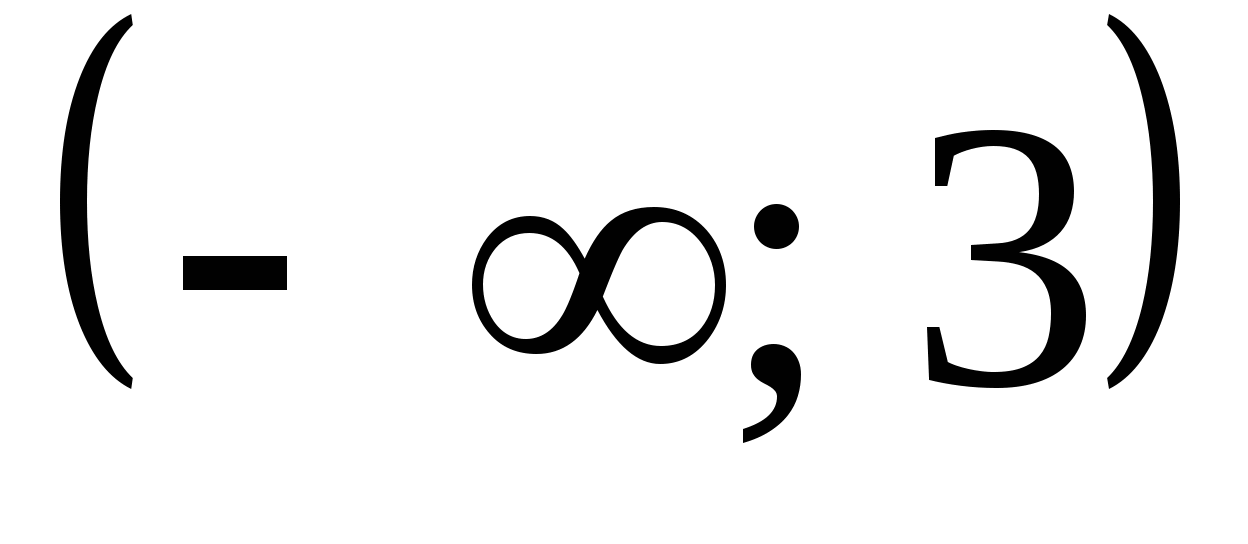 (- ∞; 3)